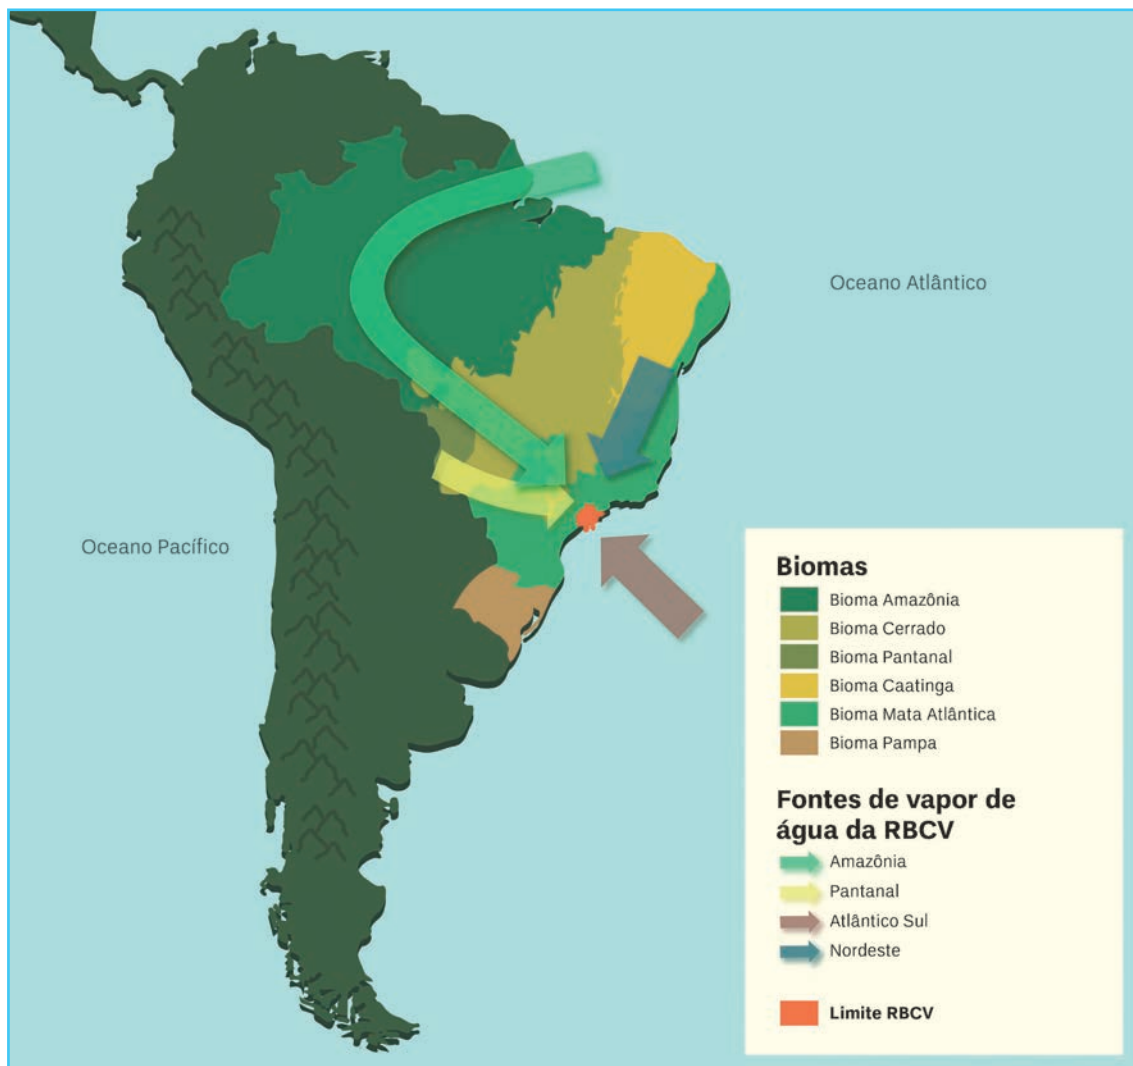 Oceano Atlântico
Oceano Pacífico
Biomas
Bioma Amazônia
Bioma Cerrado
Bioma Pantanal
Bioma Caatinga
Bioma Mata Atlântica
Bioma Pampa
Fontes de vapor de
água da RBCV
Amazônia
Pantanal
Atlântico Sul
Nordeste
Limite RBCV